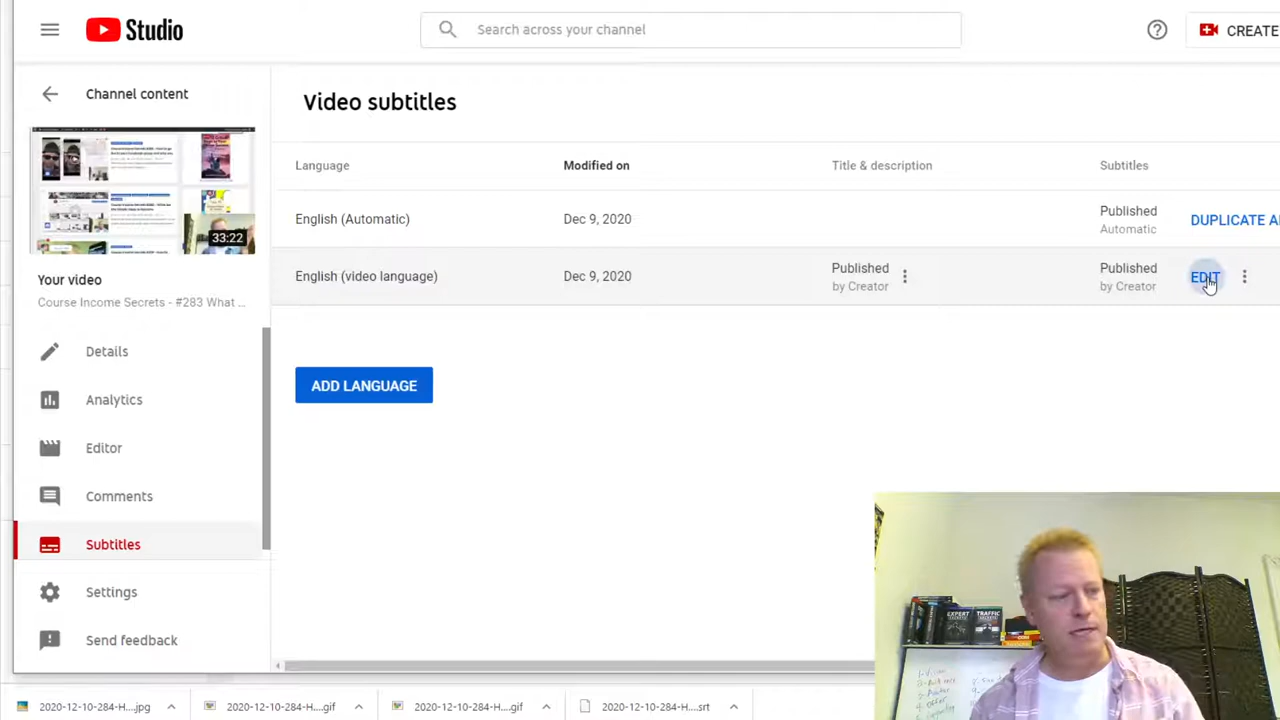 Studio
Search across your channel
CREATE
Channel content
Video subtitles
Language
Modified on
Title & description
Subtitles
English (Automatic)
Dec 9, 2020
Published
Automatic
DUPLICATE A
33:22
English (video language)
Dec 9, 2020
Published
by Creator
Published
by Creator
EDIT
Your video
Course Income Secrets - #283 What ...
ADD LANGUAGE
Details
Analytics
Editor
Comments
Subtitles
Settings
Send feedback
EXPERT
SECRETS
TRAFFIC
SECRETS
2020-12-10-284-H....jpg
2020-12-10-284-H....gif
2020-12-10-284-H....gif
2020-12-10-284-H....srt